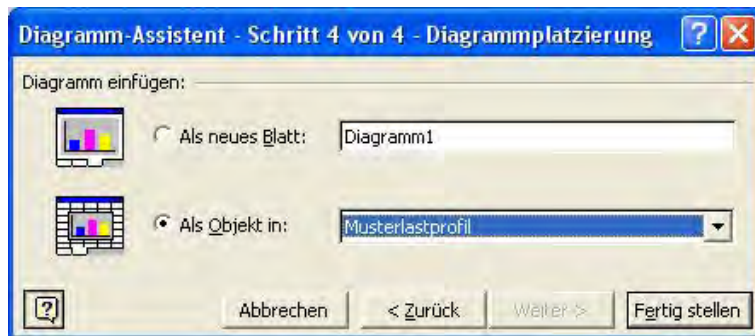 Diagramm-Assistent - Schritt 4 von 4 - Diagrammplatzierung
Diagramm einfügen:
Als neues Blatt: Diagramm1
Als Objekt in: Musterlastprofil
Abbrechen < Zurück Weiter > Fertig stellen